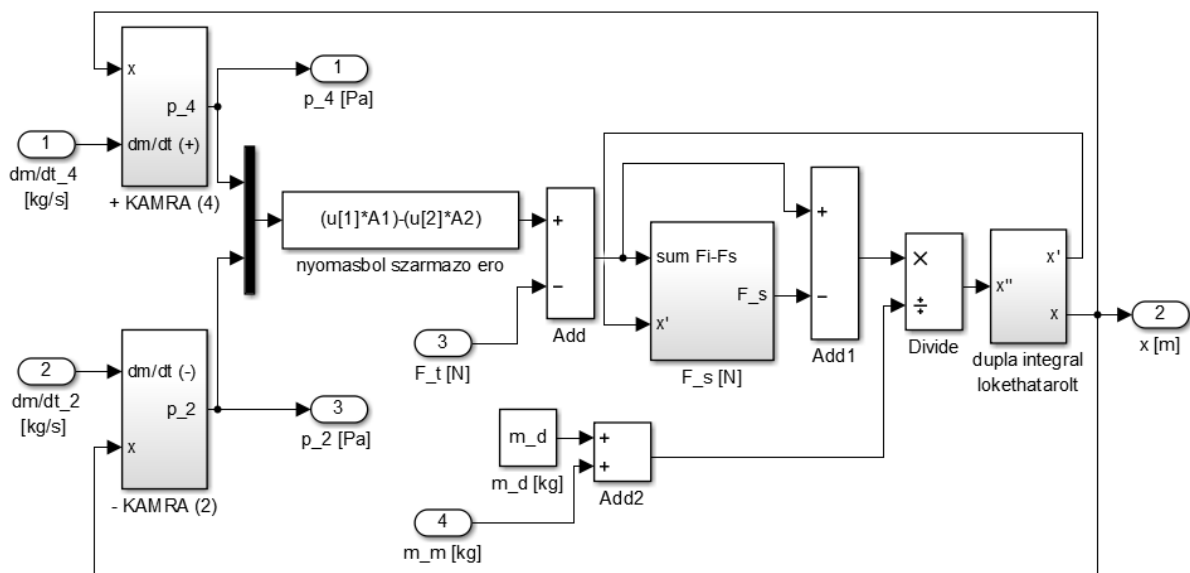 x
p_4
dm/dt (+)
+ KAMRA (4)
1
dm/dt_4
[kg/s]
1
p_4 [Pa]
(u[1]*A1)-(u[2]*A2)
nyomasbol szarmazo ero
+
−
Add
3
F_t [N]
sum Fi-Fs
F_s
x'
F_s [N]
+
−
Add1
×
÷
Divide
x'
x''
x
dupla integral
lokethatarolt
2
x [m]
2
dm/dt_2
[kg/s]
dm/dt (-)
p_2
x
- KAMRA (2)
3
p_2 [Pa]
m_d
m_d [kg]
+
+
Add2
4
m_m [kg]